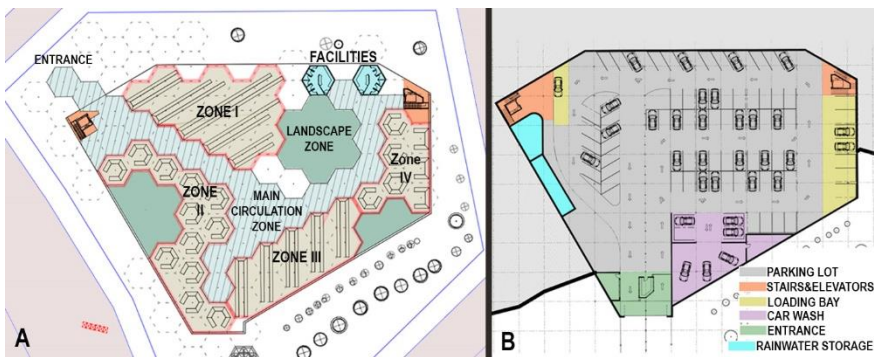 ENTRANCE
FACILITIES
ZONE I
LANDSCAPE
ZONE
Zone
IV
ZONE
II
MAIN
CIRCULATION
ZONE
ZONE III
A
PARKING LOT
STAIRS&ELEVATORS
LOADING BAY
CAR WASH
ENTRANCE
RAINWATER STORAGE
B